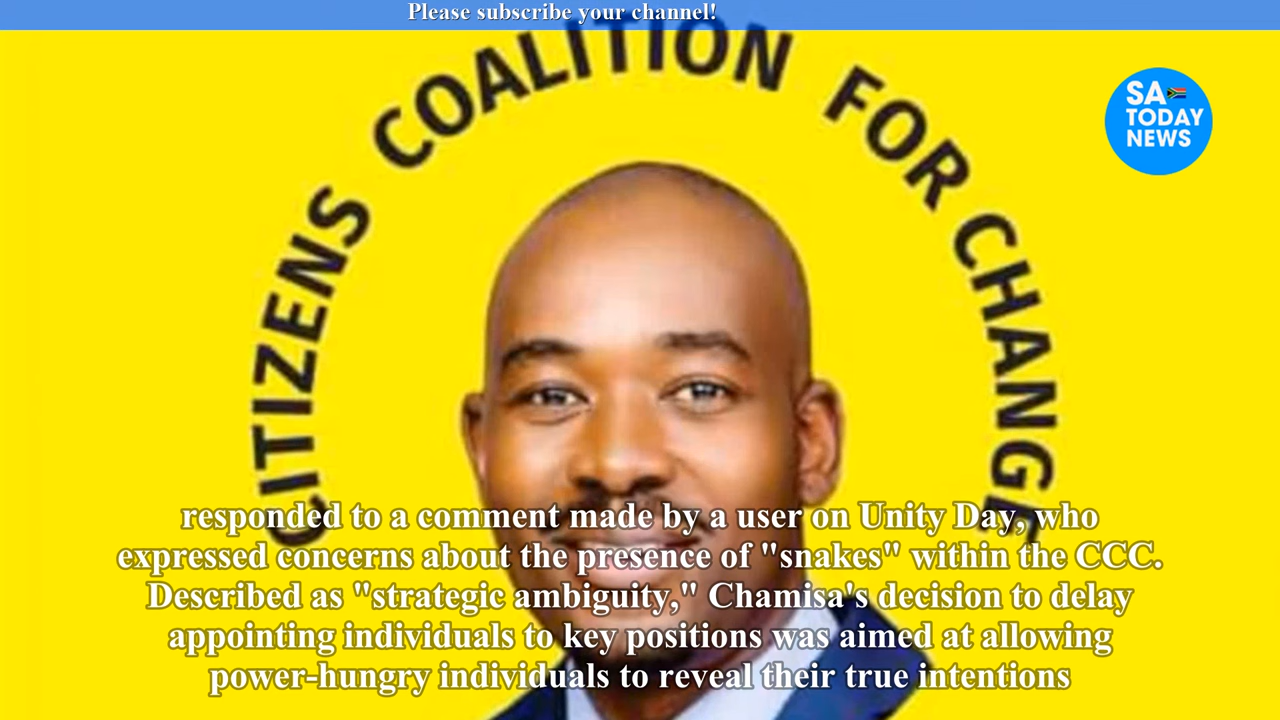 Please subscribe your channel!
CITIZENS COALITION FOR CHANGE
SA
TODAY
NEWS
responded to a comment made by a user on Unity Day, who
expressed concerns about the presence of "snakes" within the CCC.
Described as "strategic ambiguity," Chamisa's decision to delay
appointing individuals to key positions was aimed at allowing
power-hungry individuals to reveal their true intentions